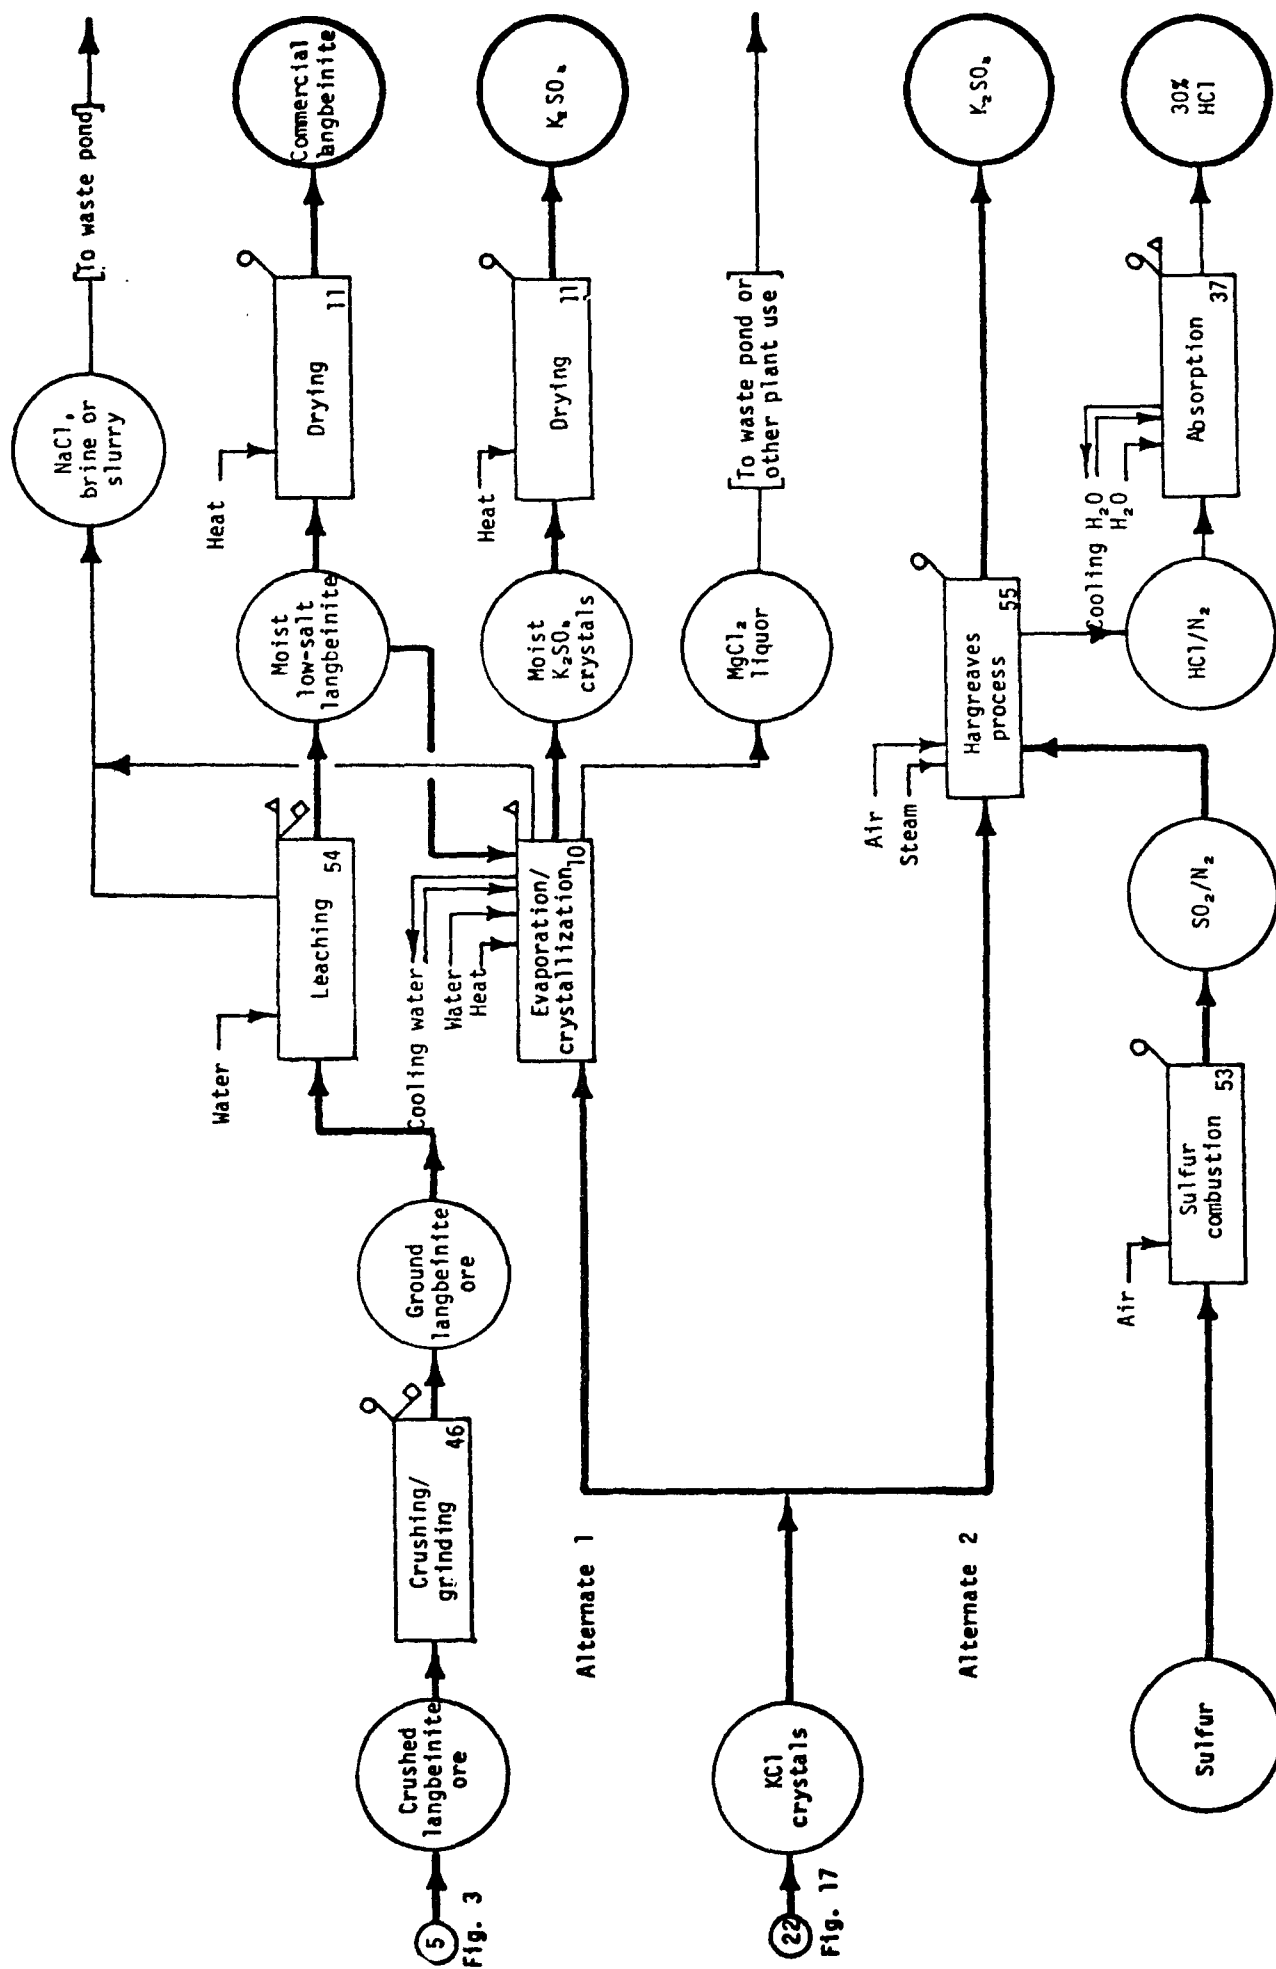 5
Fig. 3
Crushed
langbeinite
ore
Crushing/
grinding
46
Ground
langbeinite
ore
Water
Leaching
54
NaCl,
brine or
slurry
[To waste pond]
Moist
low-salt
langbeinite
Heat
Drying
11
Commercial
langbeinite
Alternate 1
Cooling water
Water
Heat
Evaporation/
crystallization
10
Moist
K₂SO₄
crystals
Heat
Drying
11
K₂SO₄
MgCl₂
liquor
[To waste pond or
other plant use]
22
Fig. 17
KCl
crystals
Alternate 2
Air
Steam
Hargreaves
process
55
K₂SO₄
Sulfur
Air
Sulfur
combustion
53
SO₂/N₂
HCl/N₂
Cooling H₂O
H₂O
Absorption
37
30%
HCl